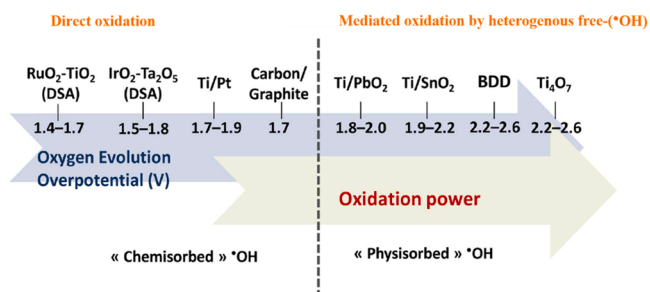 Direct oxidation
Mediated oxidation by heterogenous free-(•OH)
RuO₂-TiO₂
(DSA)
IrO₂-Ta₂O₅
(DSA)
Ti/Pt
Carbon/
Graphite
Ti/PbO₂
Ti/SnO₂
BDD
Ti₄O₇
1.4–1.7
1.5–1.8
1.7–1.9
1.7
1.8–2.0
1.9–2.2
2.2–2.6
2.2–2.6
Oxygen Evolution
Overpotential (V)
Oxidation power
« Chemisorbed » •OH
« Physisorbed » •OH